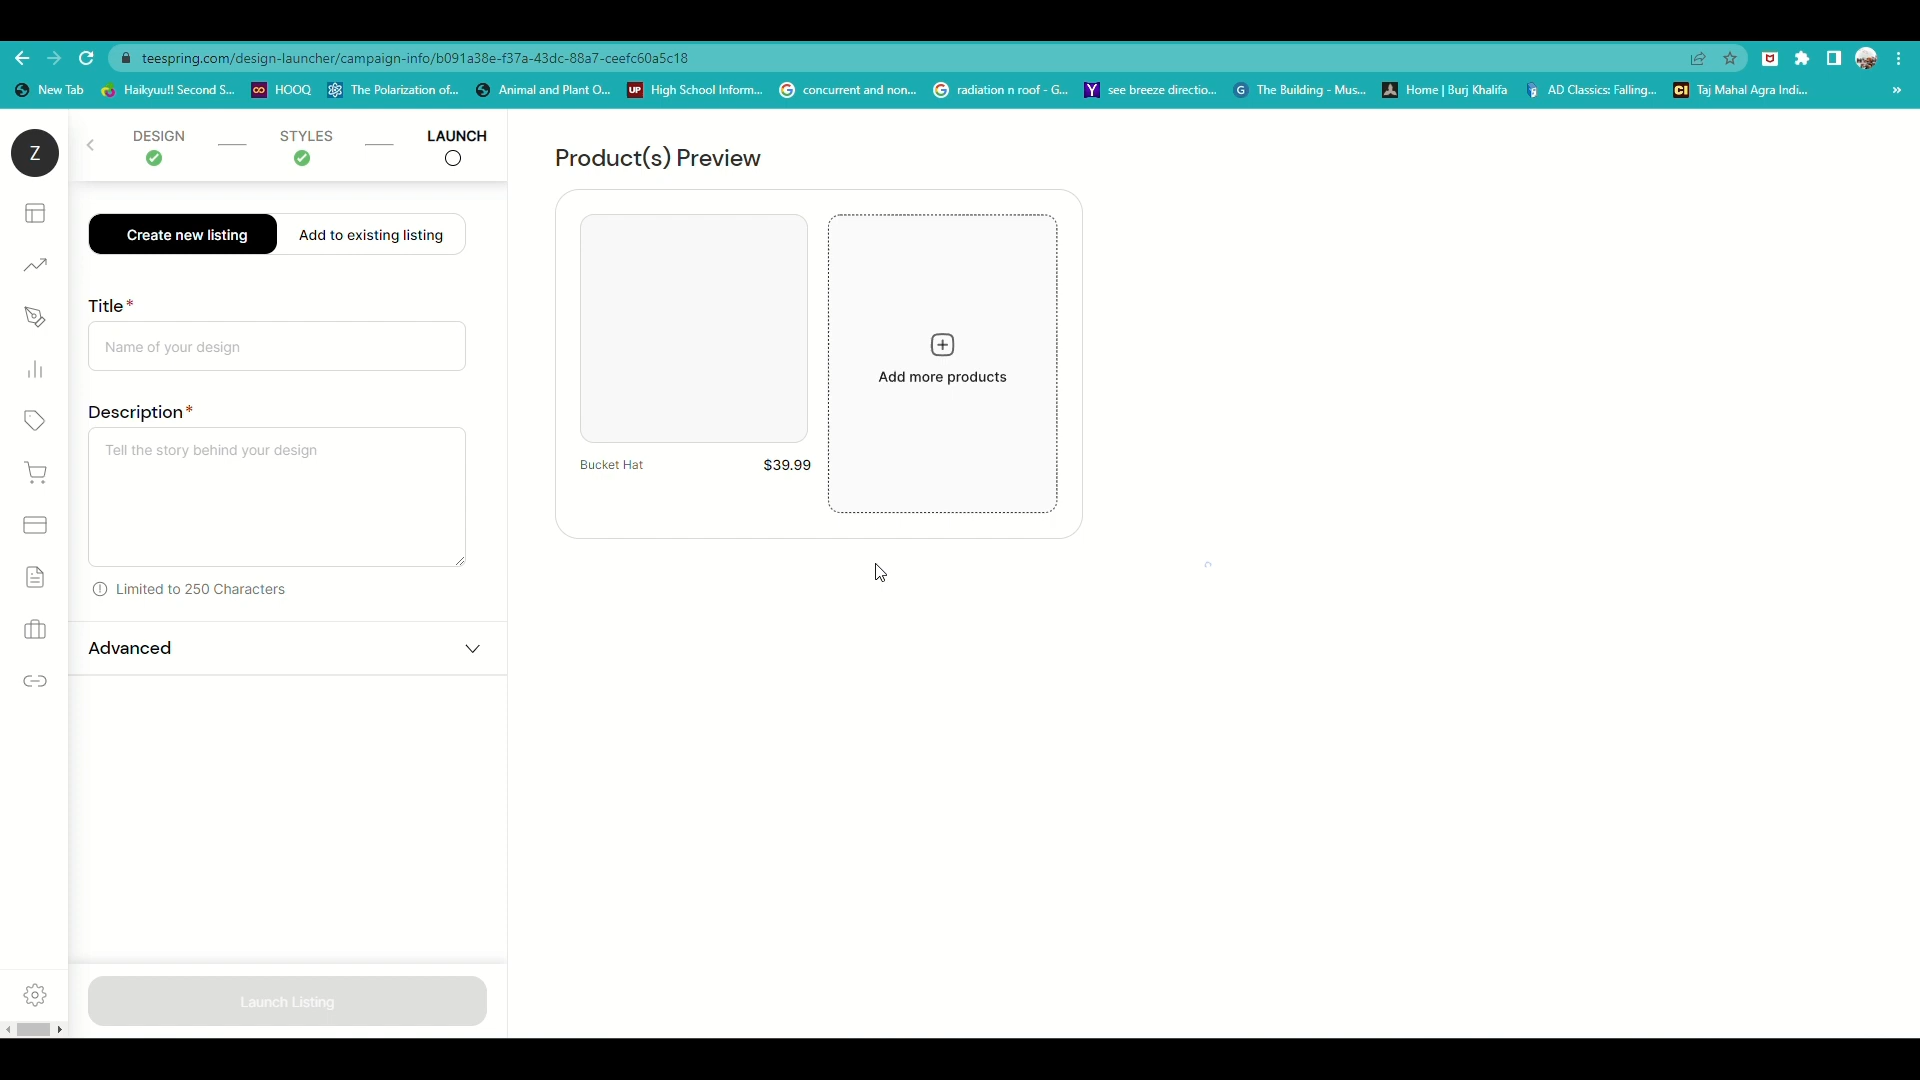 teespring.com/design-launcher/campaign-info/b091a38e-f37a-43dc-88a7-ceefc60a5c18
New Tab Haikyuu!! Second S... HOOQ The Polarization of... Animal and Plant O... UP High School Inform... concurrent and non... radiation n roof - G... Y see breeze directio... G The Building - Mus... Home | Burj Khalifa AD Classics: Falling... CI Taj Mahal Agra Indi... »
Z
DESIGN
STYLES
LAUNCH
Create new listing
Add to existing listing
Title*
Name of your design
Description*
Tell the story behind your design
Limited to 250 Characters
Advanced
Launch Listing
Product(s) Preview
Bucket Hat
$39.99
Add more products